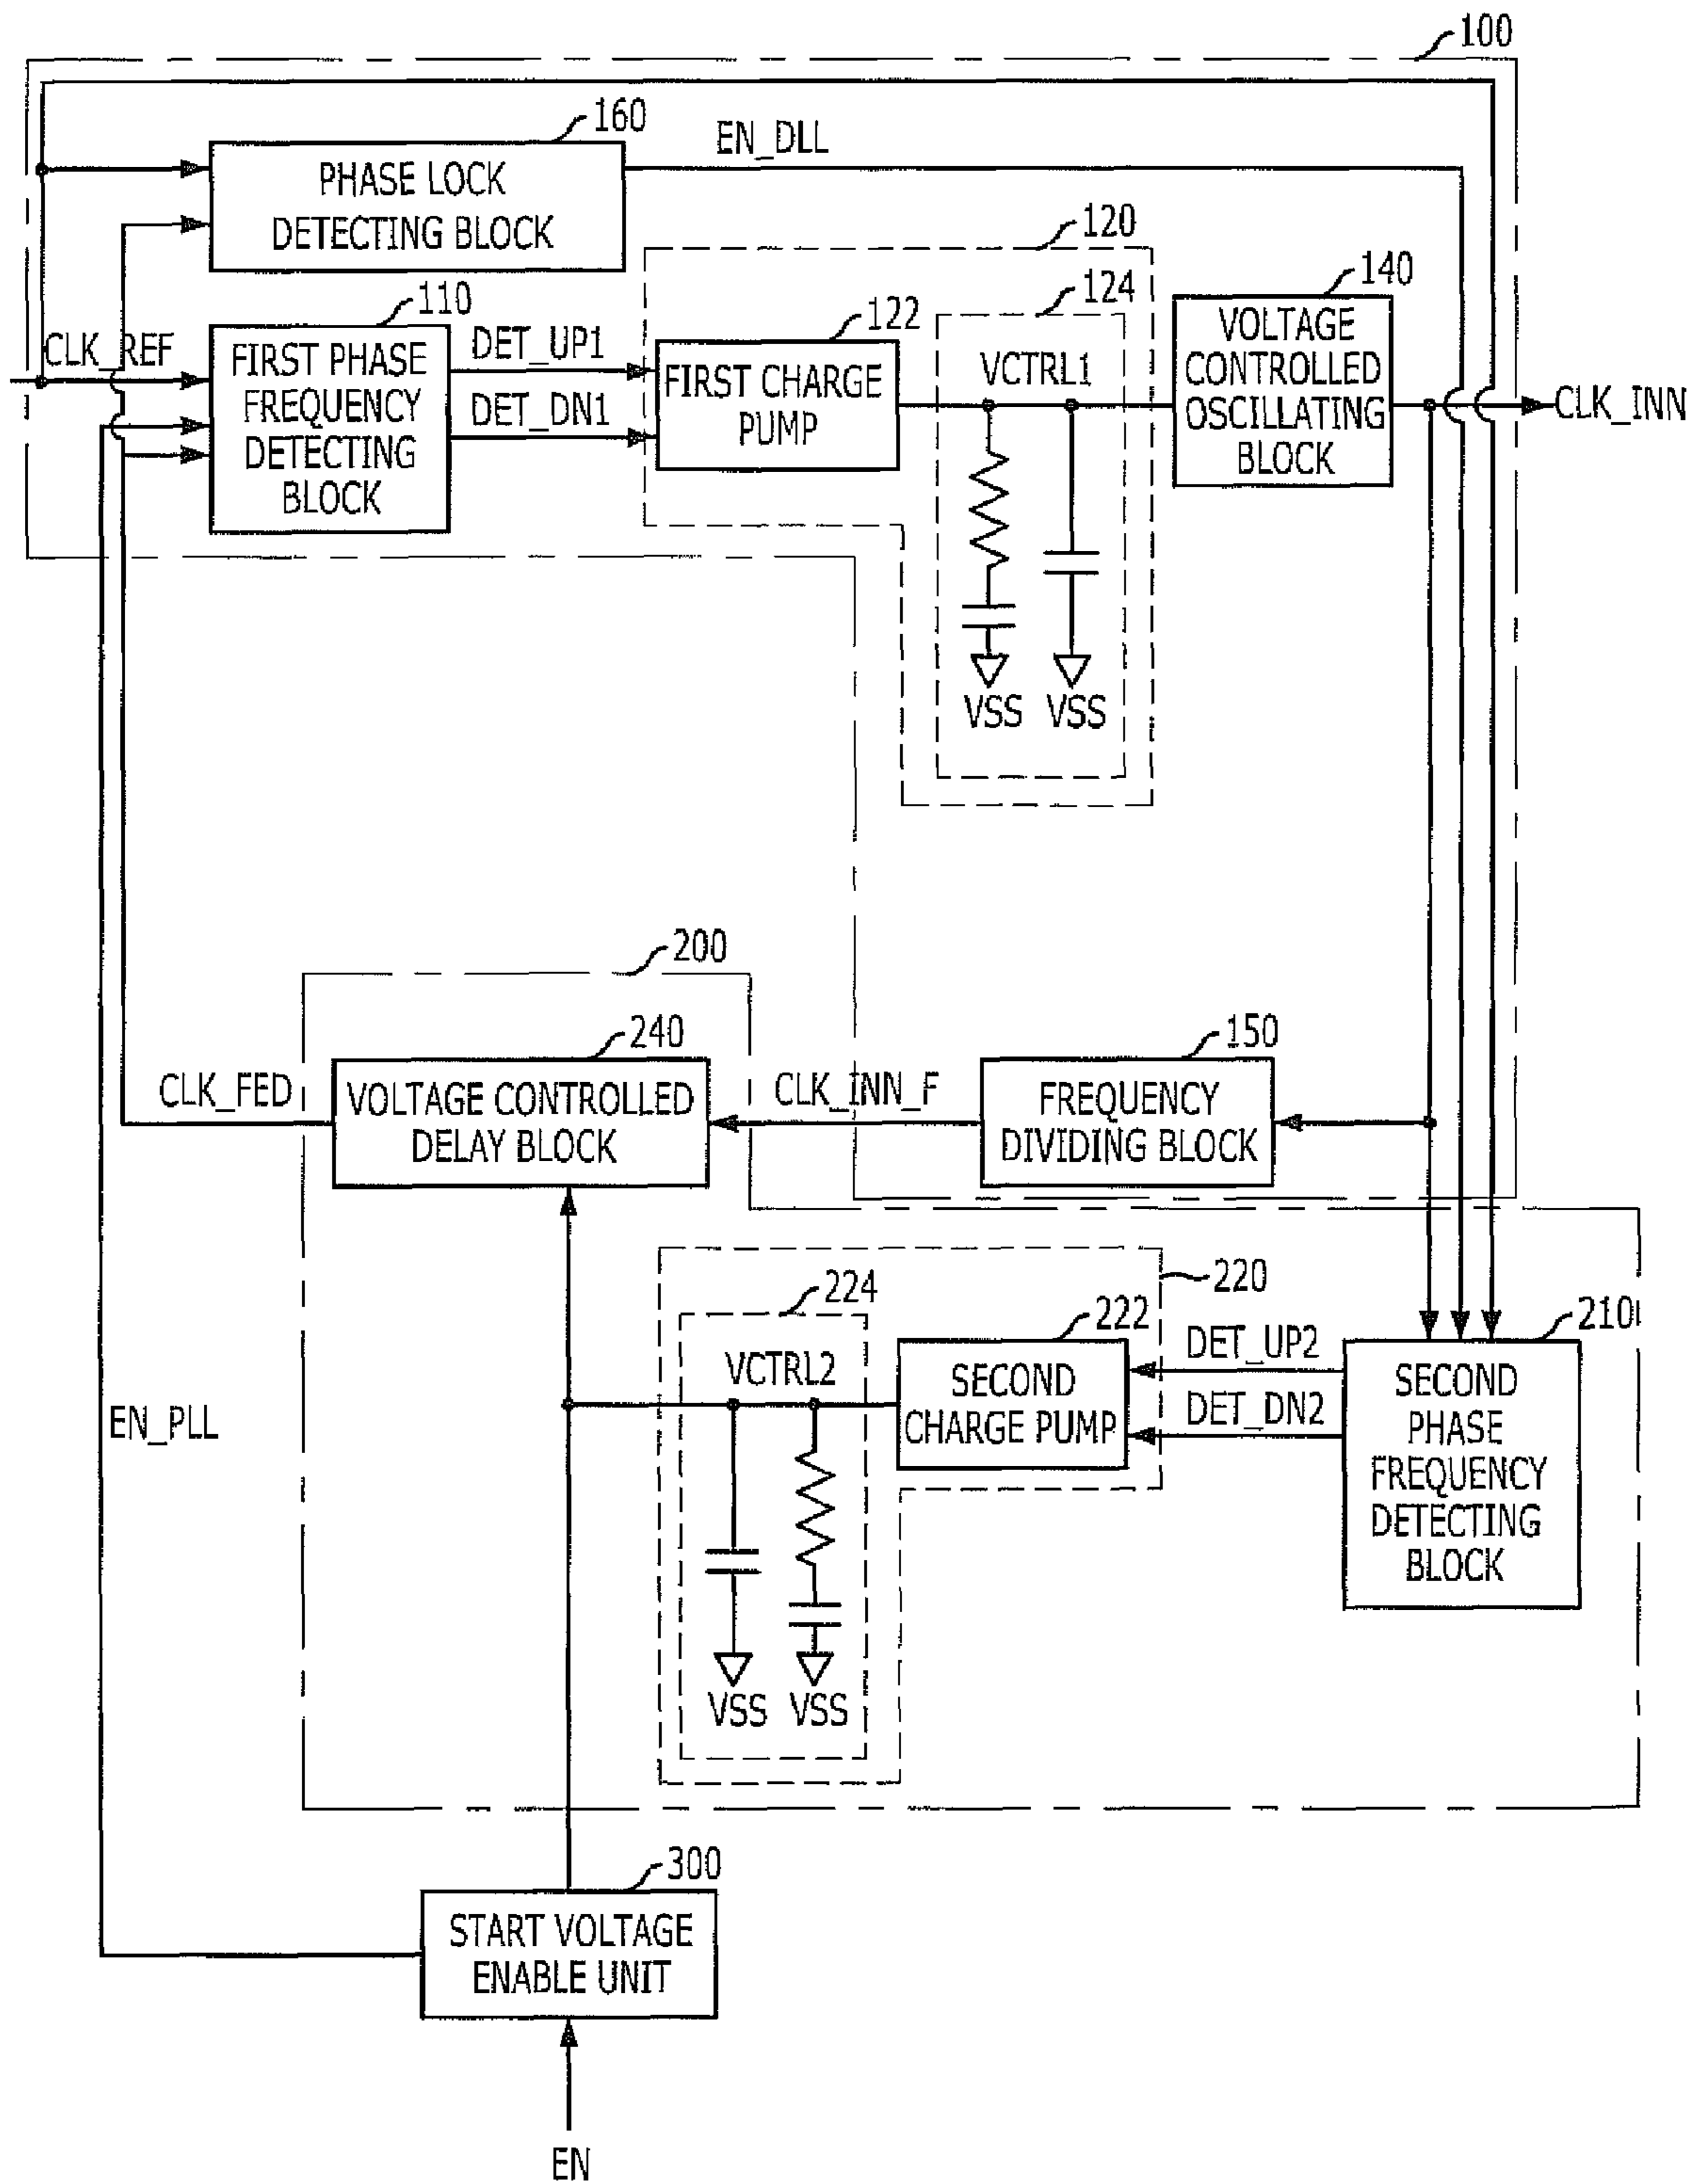 100
160
EN_DLL
PHASE LOCK
DETECTING BLOCK
120
110
124
140
122
CLK_REF
FIRST PHASE
FREQUENCY
DETECTING
BLOCK
DET_UP1
DET_DN1
FIRST CHARGE
PUMP
VCTRL1
VOLTAGE
CONTROLLED
OSCILLATING
BLOCK
CLK_INN
VSS
VSS
200
240
150
CLK_FED
VOLTAGE CONTROLLED
DELAY BLOCK
CLK_INN_F
FREQUENCY
DIVIDING BLOCK
220
224
222
210
VCTRL2
SECOND
CHARGE PUMP
DET_UP2
DET_DN2
SECOND
PHASE
FREQUENCY
DETECTING
BLOCK
EN_PLL
VSS
VSS
300
START VOLTAGE
ENABLE UNIT
EN